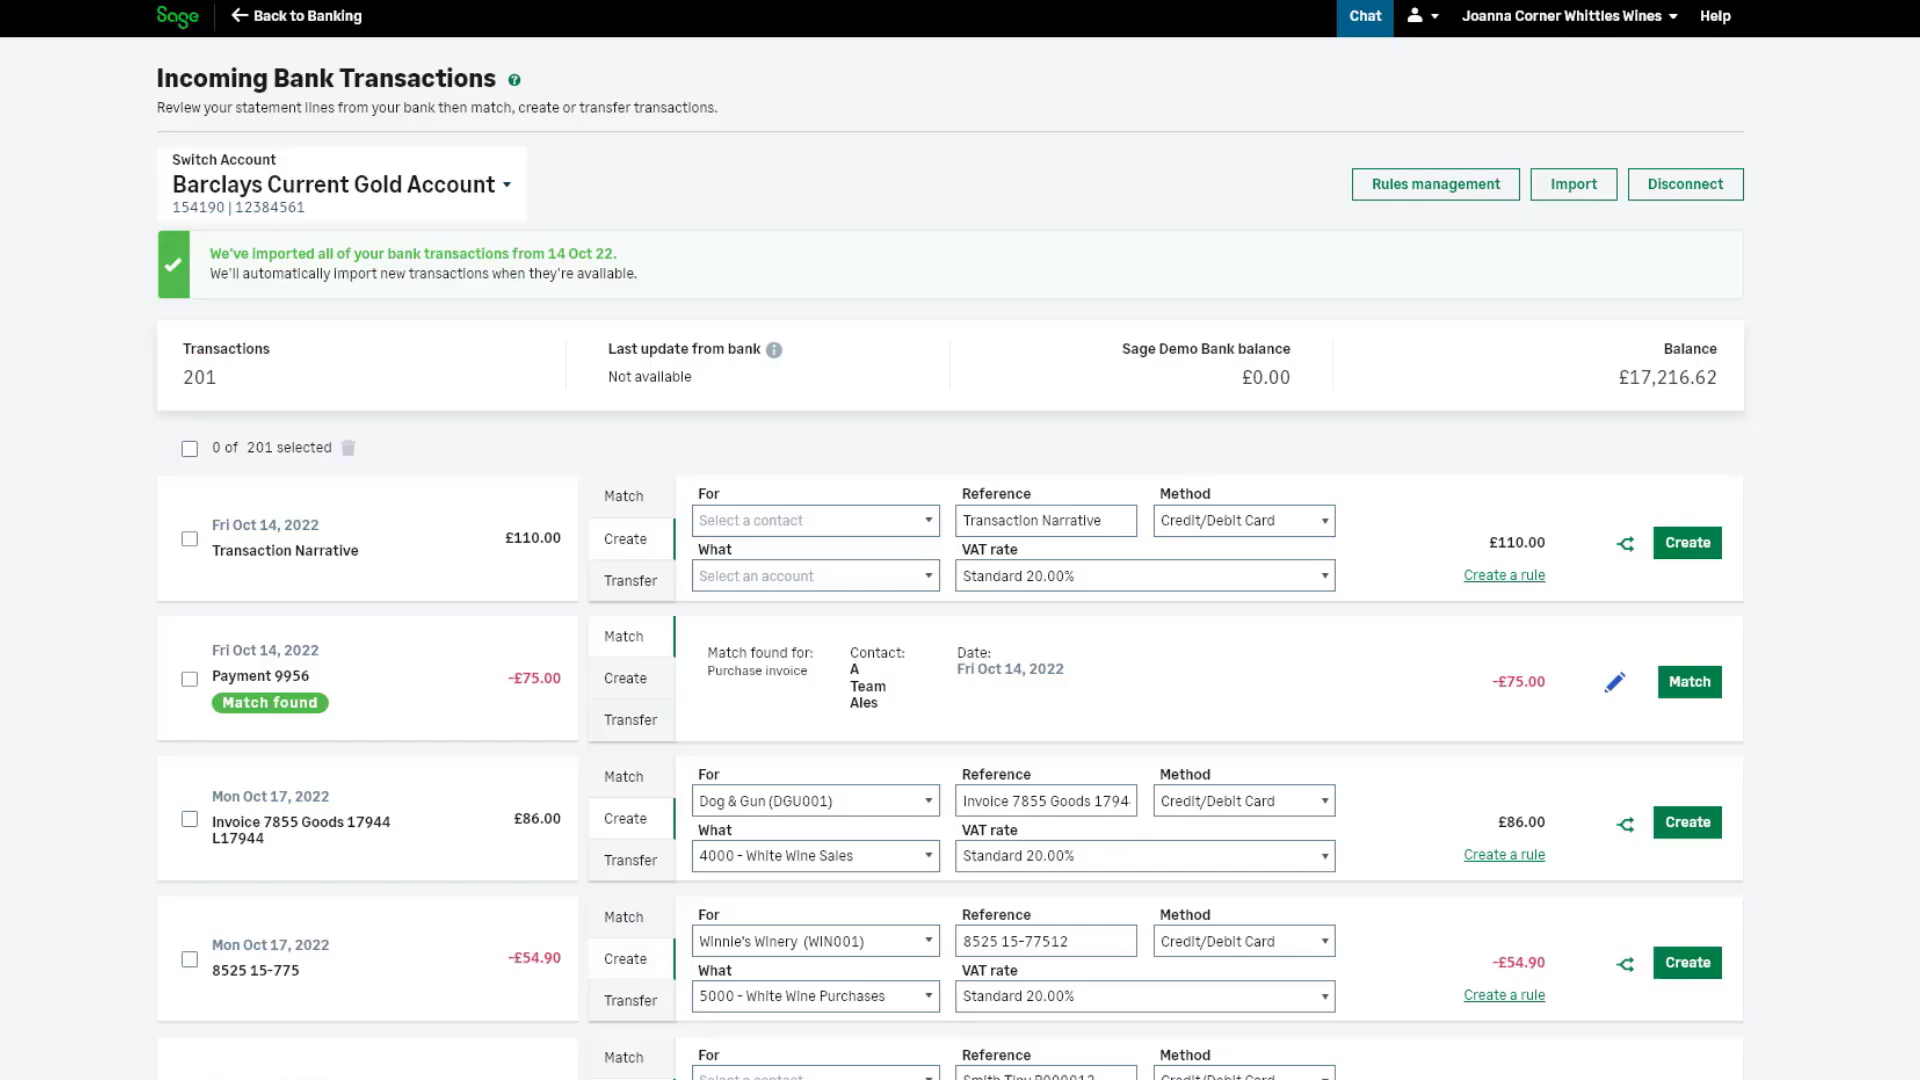 Sage
Back to Banking
Chat
Joanna Corner Whittles Wines
Help
Incoming Bank Transactions
Review your statement lines from your bank then match, create or transfer transactions.
Switch Account
Barclays Current Gold Account
154190 | 12384561
Rules management
Import
Disconnect
We've imported all of your bank transactions from 14 Oct 22.
We'll automatically import new transactions when they're available.
Transactions
201
Last update from bank
Not available
Sage Demo Bank balance
£0.00
Balance
£17,216.62
0 of 201 selected
Fri Oct 14, 2022
Transaction Narrative
£110.00
Match
Create
Transfer
For
Select a contact
Reference
Transaction Narrative
Method
Credit/Debit Card
What
Select an account
VAT rate
Standard 20.00%
£110.00
Create a rule
Create
Fri Oct 14, 2022
Payment 9956
Match found
-£75.00
Match
Create
Transfer
Match found for:
Purchase invoice
Contact:
A
Team
Ales
Date:
Fri Oct 14, 2022
-£75.00
Match
Mon Oct 17, 2022
Invoice 7855 Goods 17944
L17944
£86.00
Match
Create
Transfer
For
Dog & Gun (DGU001)
Reference
Invoice 7855 Goods 1794
Method
Credit/Debit Card
What
4000 - White Wine Sales
VAT rate
Standard 20.00%
£86.00
Create a rule
Create
Mon Oct 17, 2022
8525 15-775
-£54.90
Match
Create
Transfer
For
Winnie's Winery (WIN001)
Reference
8525 15-77512
Method
Credit/Debit Card
What
5000 - White Wine Purchases
VAT rate
Standard 20.00%
-£54.90
Create a rule
Create
Match
For
Select a contact
Reference
Method
Credit/Debit Card